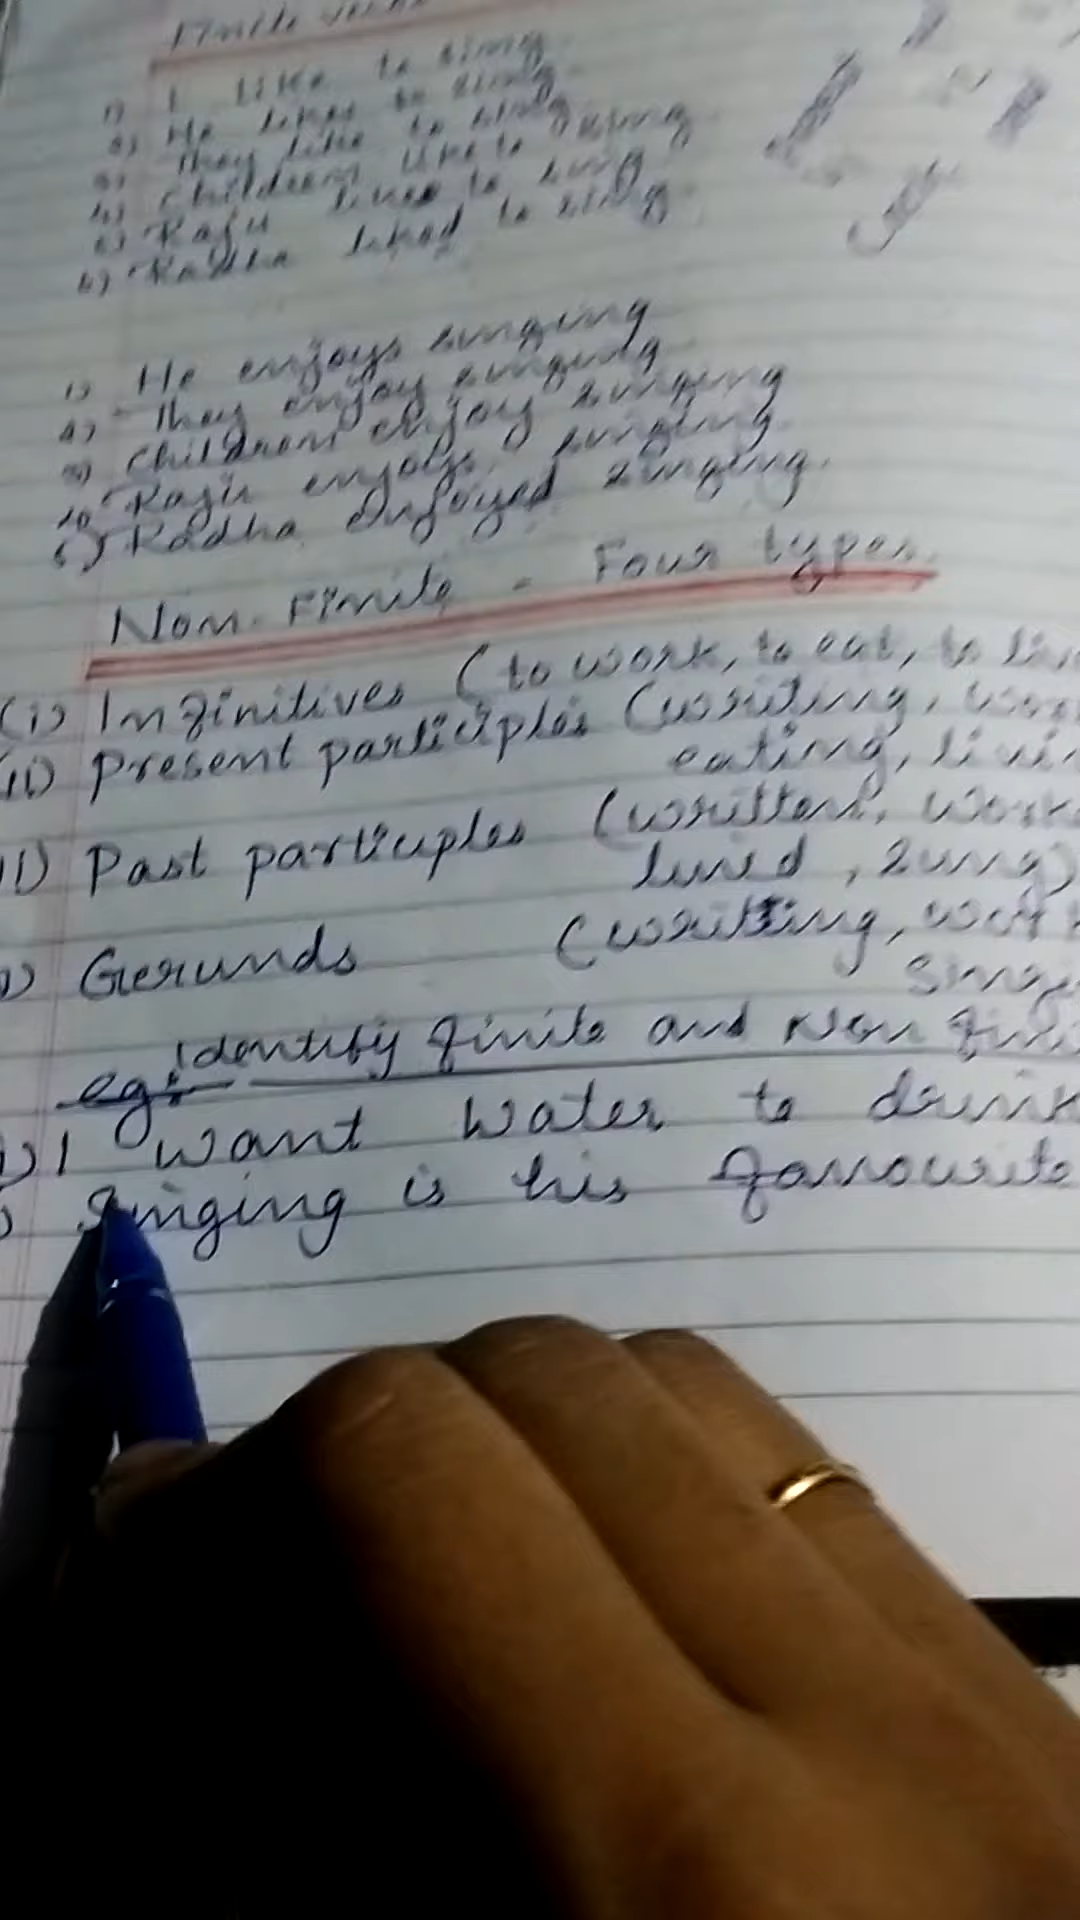 Finite verbs
1) I like to sing.
2) He likes to sing.
3) They like to sing
4) Children like to sing
5) Raju likes to sing
6) Radha liked to sing.
1) He enjoys singing
2) They enjoy singing
3) Children enjoy singing
4) Raju enjoys singing.
5) Radha enjoyed singing.
Non-Finite - Four types.
(i) Infinitives (to work, to eat, to
(ii) Present participles (writing,
eating,
Past participles (written,
lived, sung)
Gerunds (writing,
eg:- Identify finite and Non
I want water to drink
Singing is his favourite